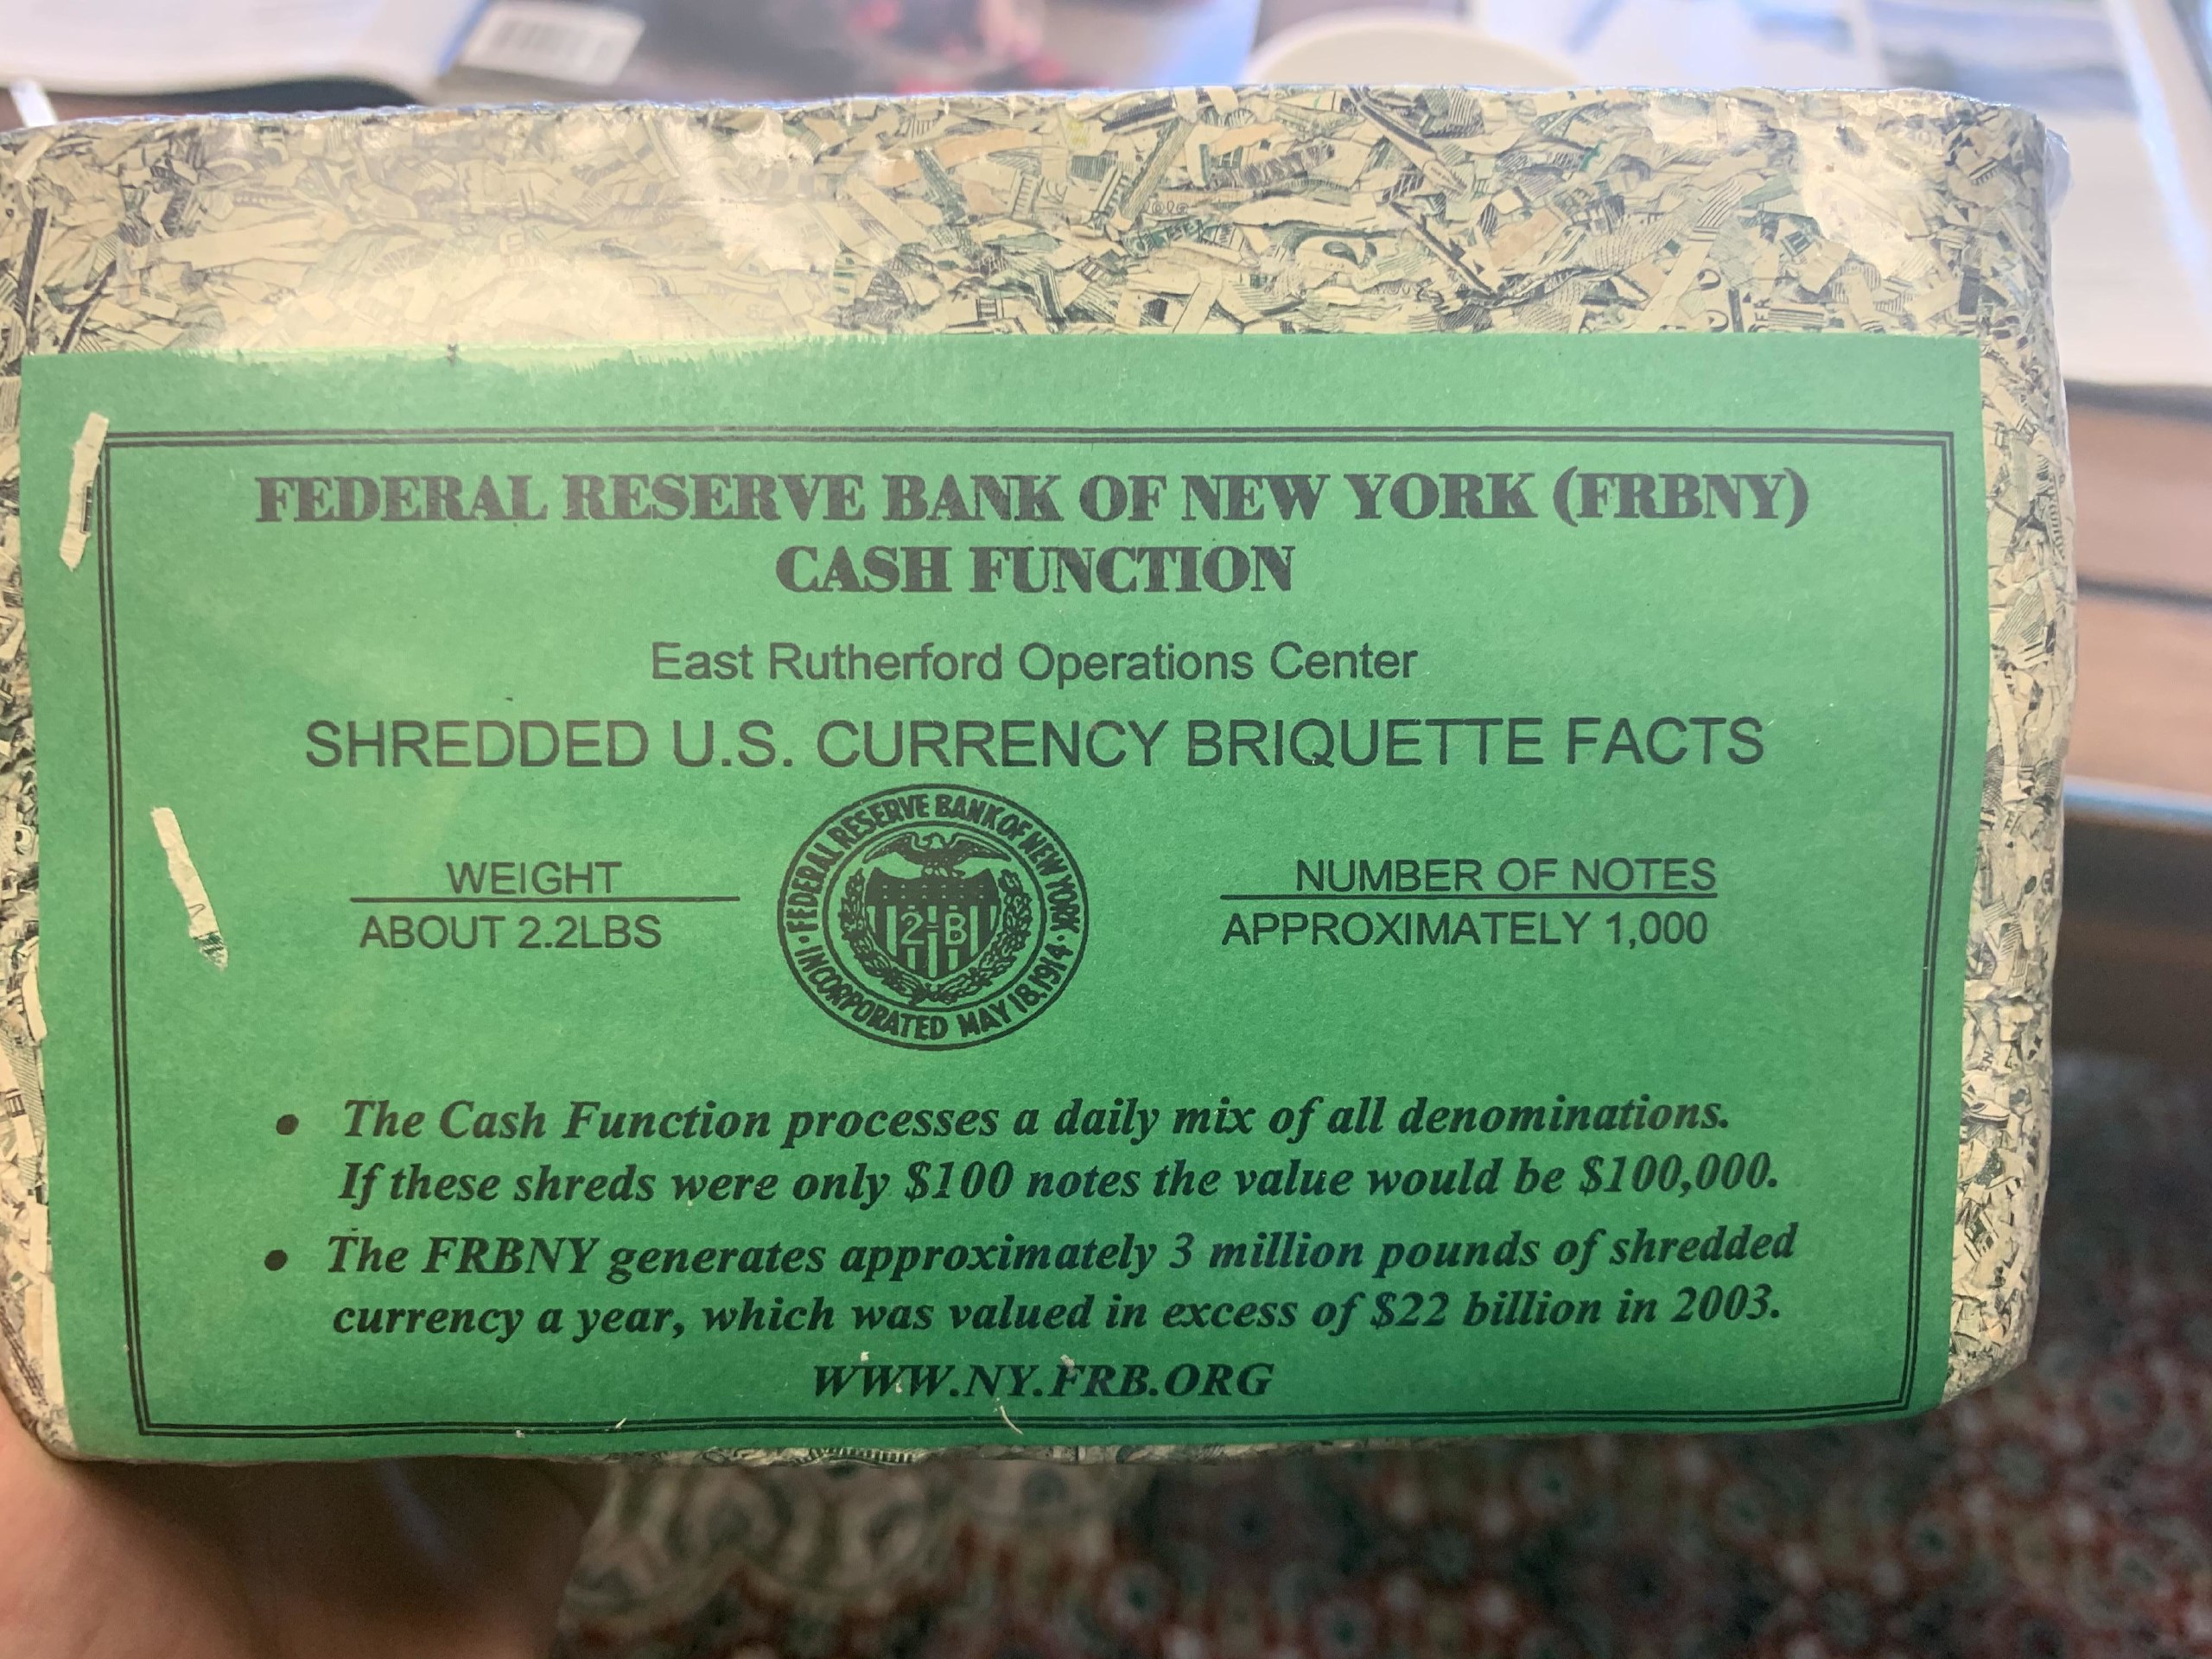 FEDERAL RESERVE BANK OF NEW YORK (FRBNY)
CASH FUNCTION
East Rutherford Operations Center
SHREDDED U.S. CURRENCY BRIQUETTE FACTS
WEIGHT
ABOUT 2.2LBS
FEDERAL RESERVE BANK OF NEW YORK
2-B
INCORPORATED MAY 18, 1914
NUMBER OF NOTES
APPROXIMATELY 1,000
• The Cash Function processes a daily mix of all denominations.
If these shreds were only $100 notes the value would be $100,000.
• The FRBNY generates approximately 3 million pounds of shredded
currency a year, which was valued in excess of $22 billion in 2003.
WWW.NY.FRB.ORG